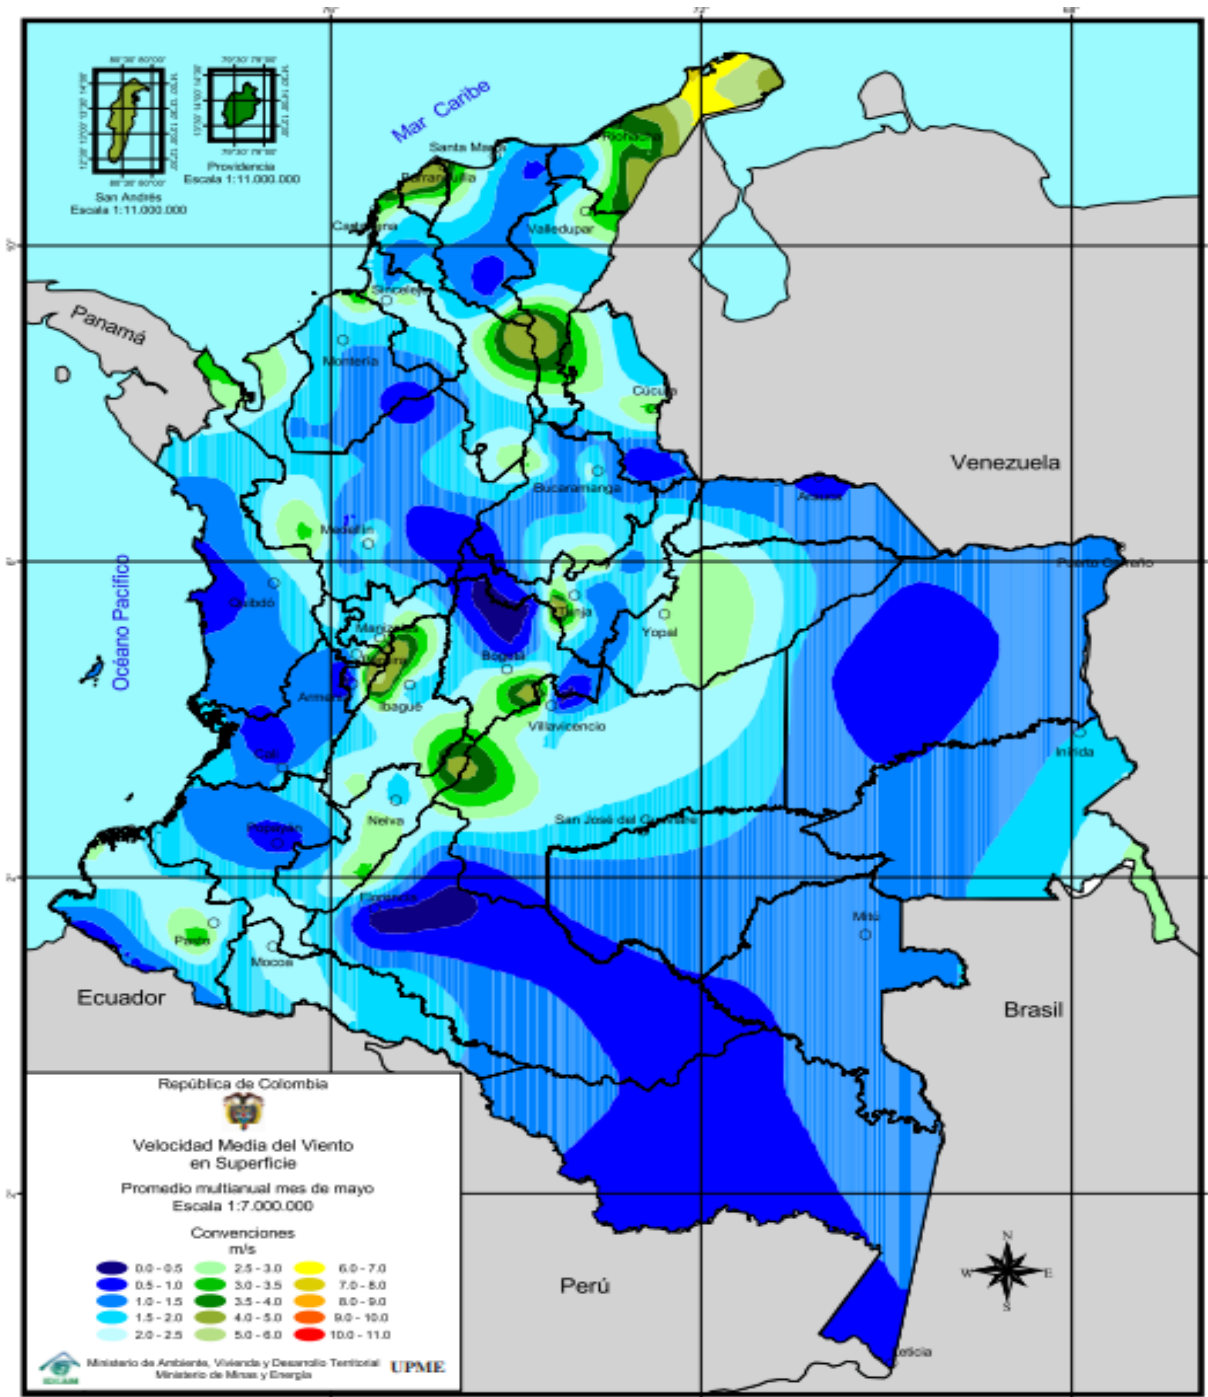 Mar Caribe
San Andrés
Escala 1:11.000.000
Providencia
Escala 1:11.000.000
Riohacha
Santa Marta
Barranquilla
Cartagena
Valledupar
Sincelejo
Panamá
Montería
Cúcuta
Venezuela
Bucaramanga
Arauca
Medellín
Puerto Carreño
Océano Pacífico
Quibdó
Tunja
Yopal
Manizales
Pereira
Bogotá
Armenia
Ibagué
Villavicencio
Cali
Inírida
Neiva
San José del Guaviare
Popayán
Florencia
Mitú
Pasto
Mocoa
Ecuador
Brasil
Perú
Leticia
N
W E
S
República de Colombia
Velocidad Media del Viento
en Superficie
Promedio multianual mes de mayo
Escala 1:7.000.000
Convenciones
m/s
0.0 - 0.5 2.5 - 3.0 6.0 - 7.0
0.5 - 1.0 3.0 - 3.5 7.0 - 8.0
1.0 - 1.5 3.5 - 4.0 8.0 - 9.0
1.5 - 2.0 4.0 - 5.0 9.0 - 10.0
2.0 - 2.5 5.0 - 6.0 10.0 - 11.0
IDEAM
Ministerio de Ambiente, Vivienda y Desarrollo Territorial
Ministerio de Minas y Energía
UPME